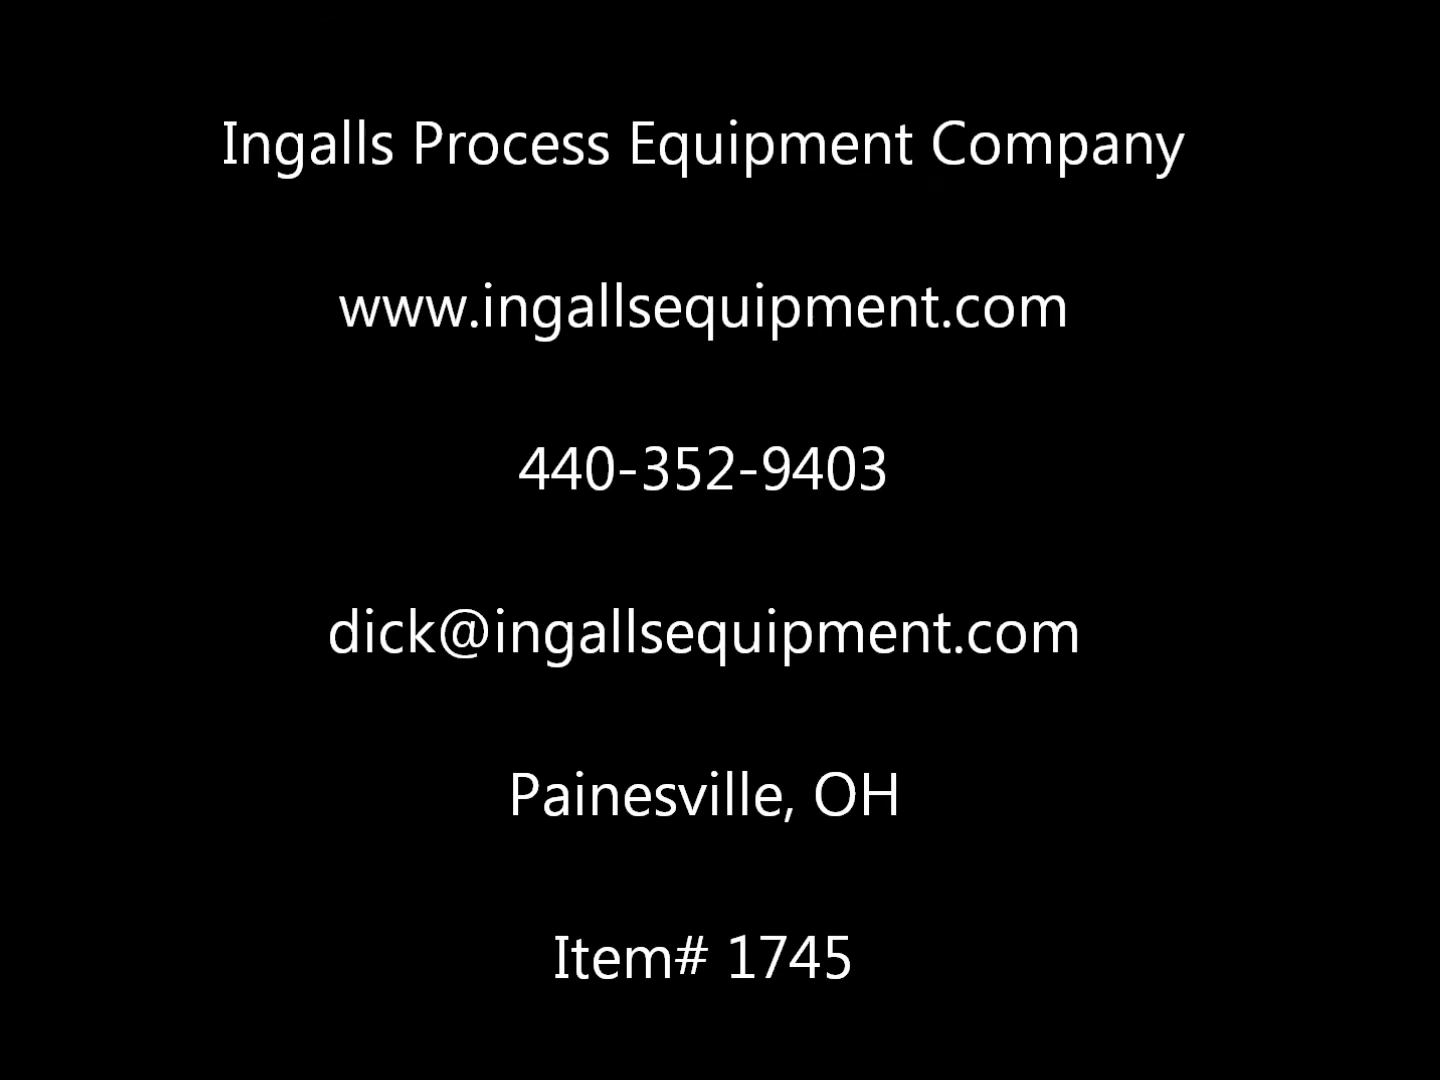 Ingalls Process Equipment Company
www.ingallsequipment.com
440-352-9403
dick@ingallsequipment.com
Painesville, OH
Item# 1745